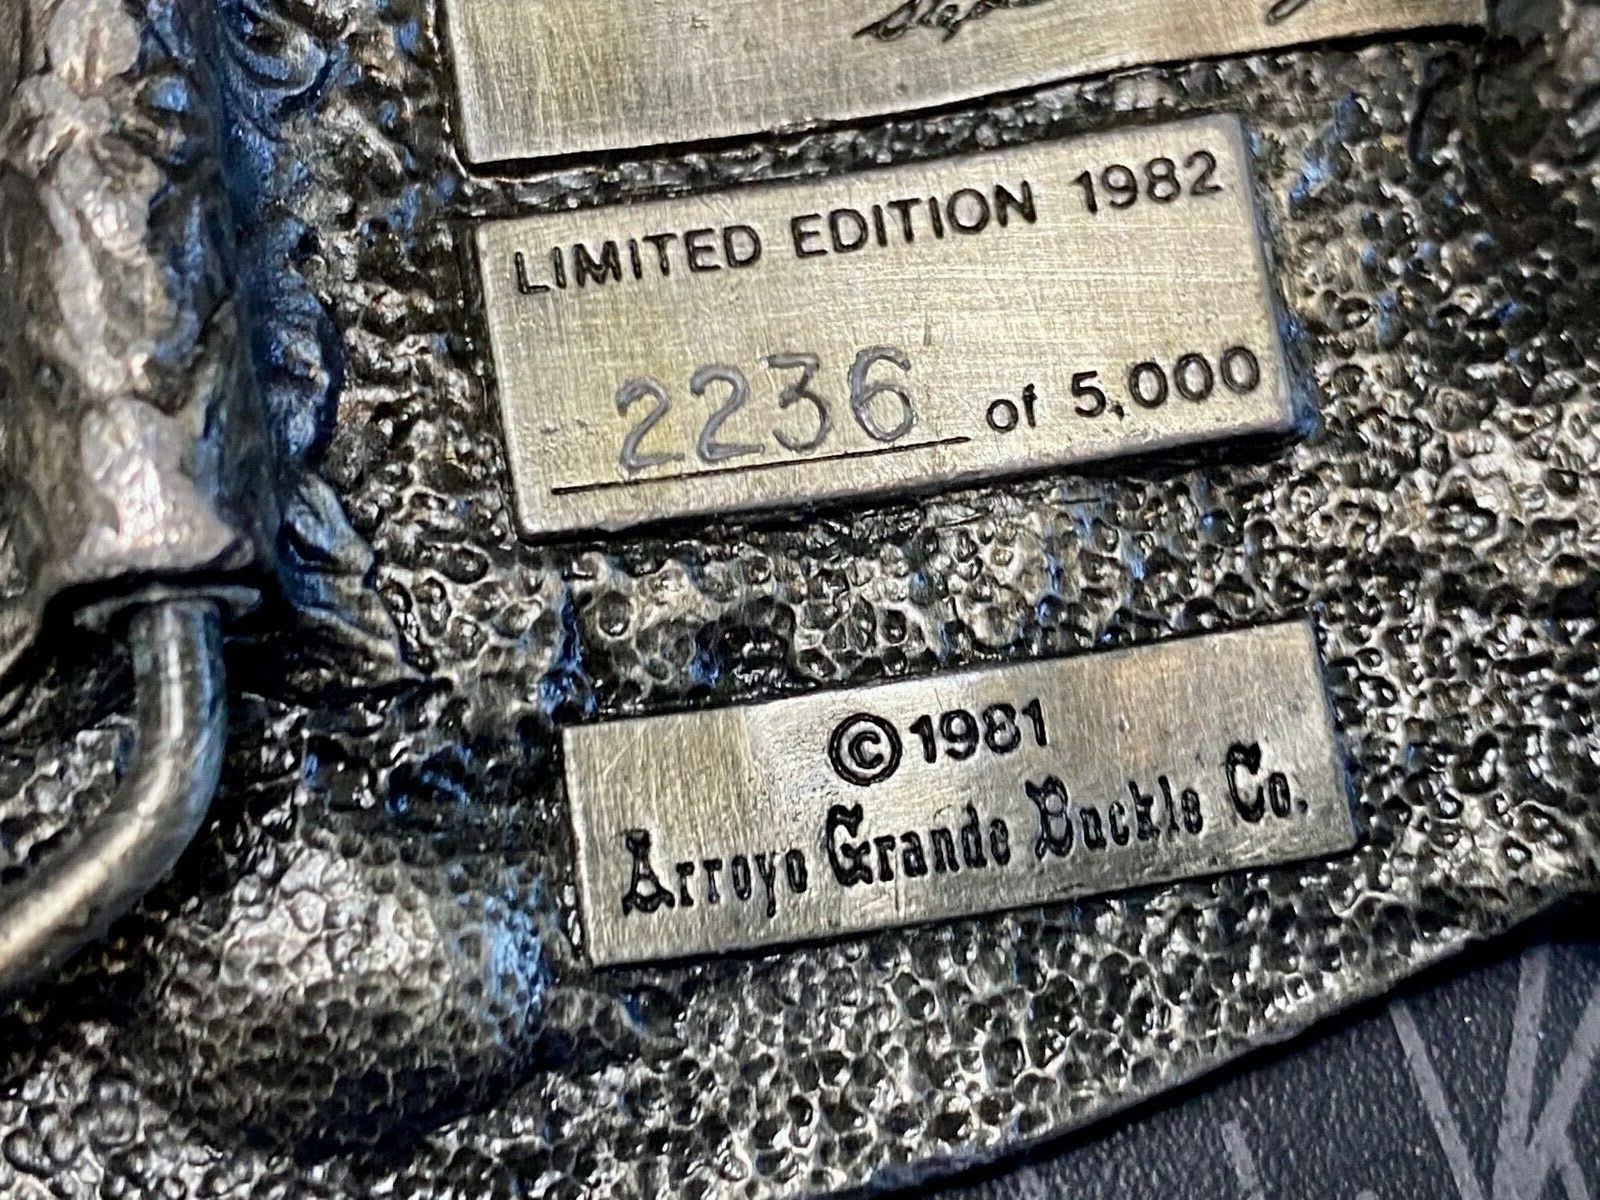 LIMITED EDITION 1982
2236 of 5,000
©1981
Arroyo Grande Buckle Co.